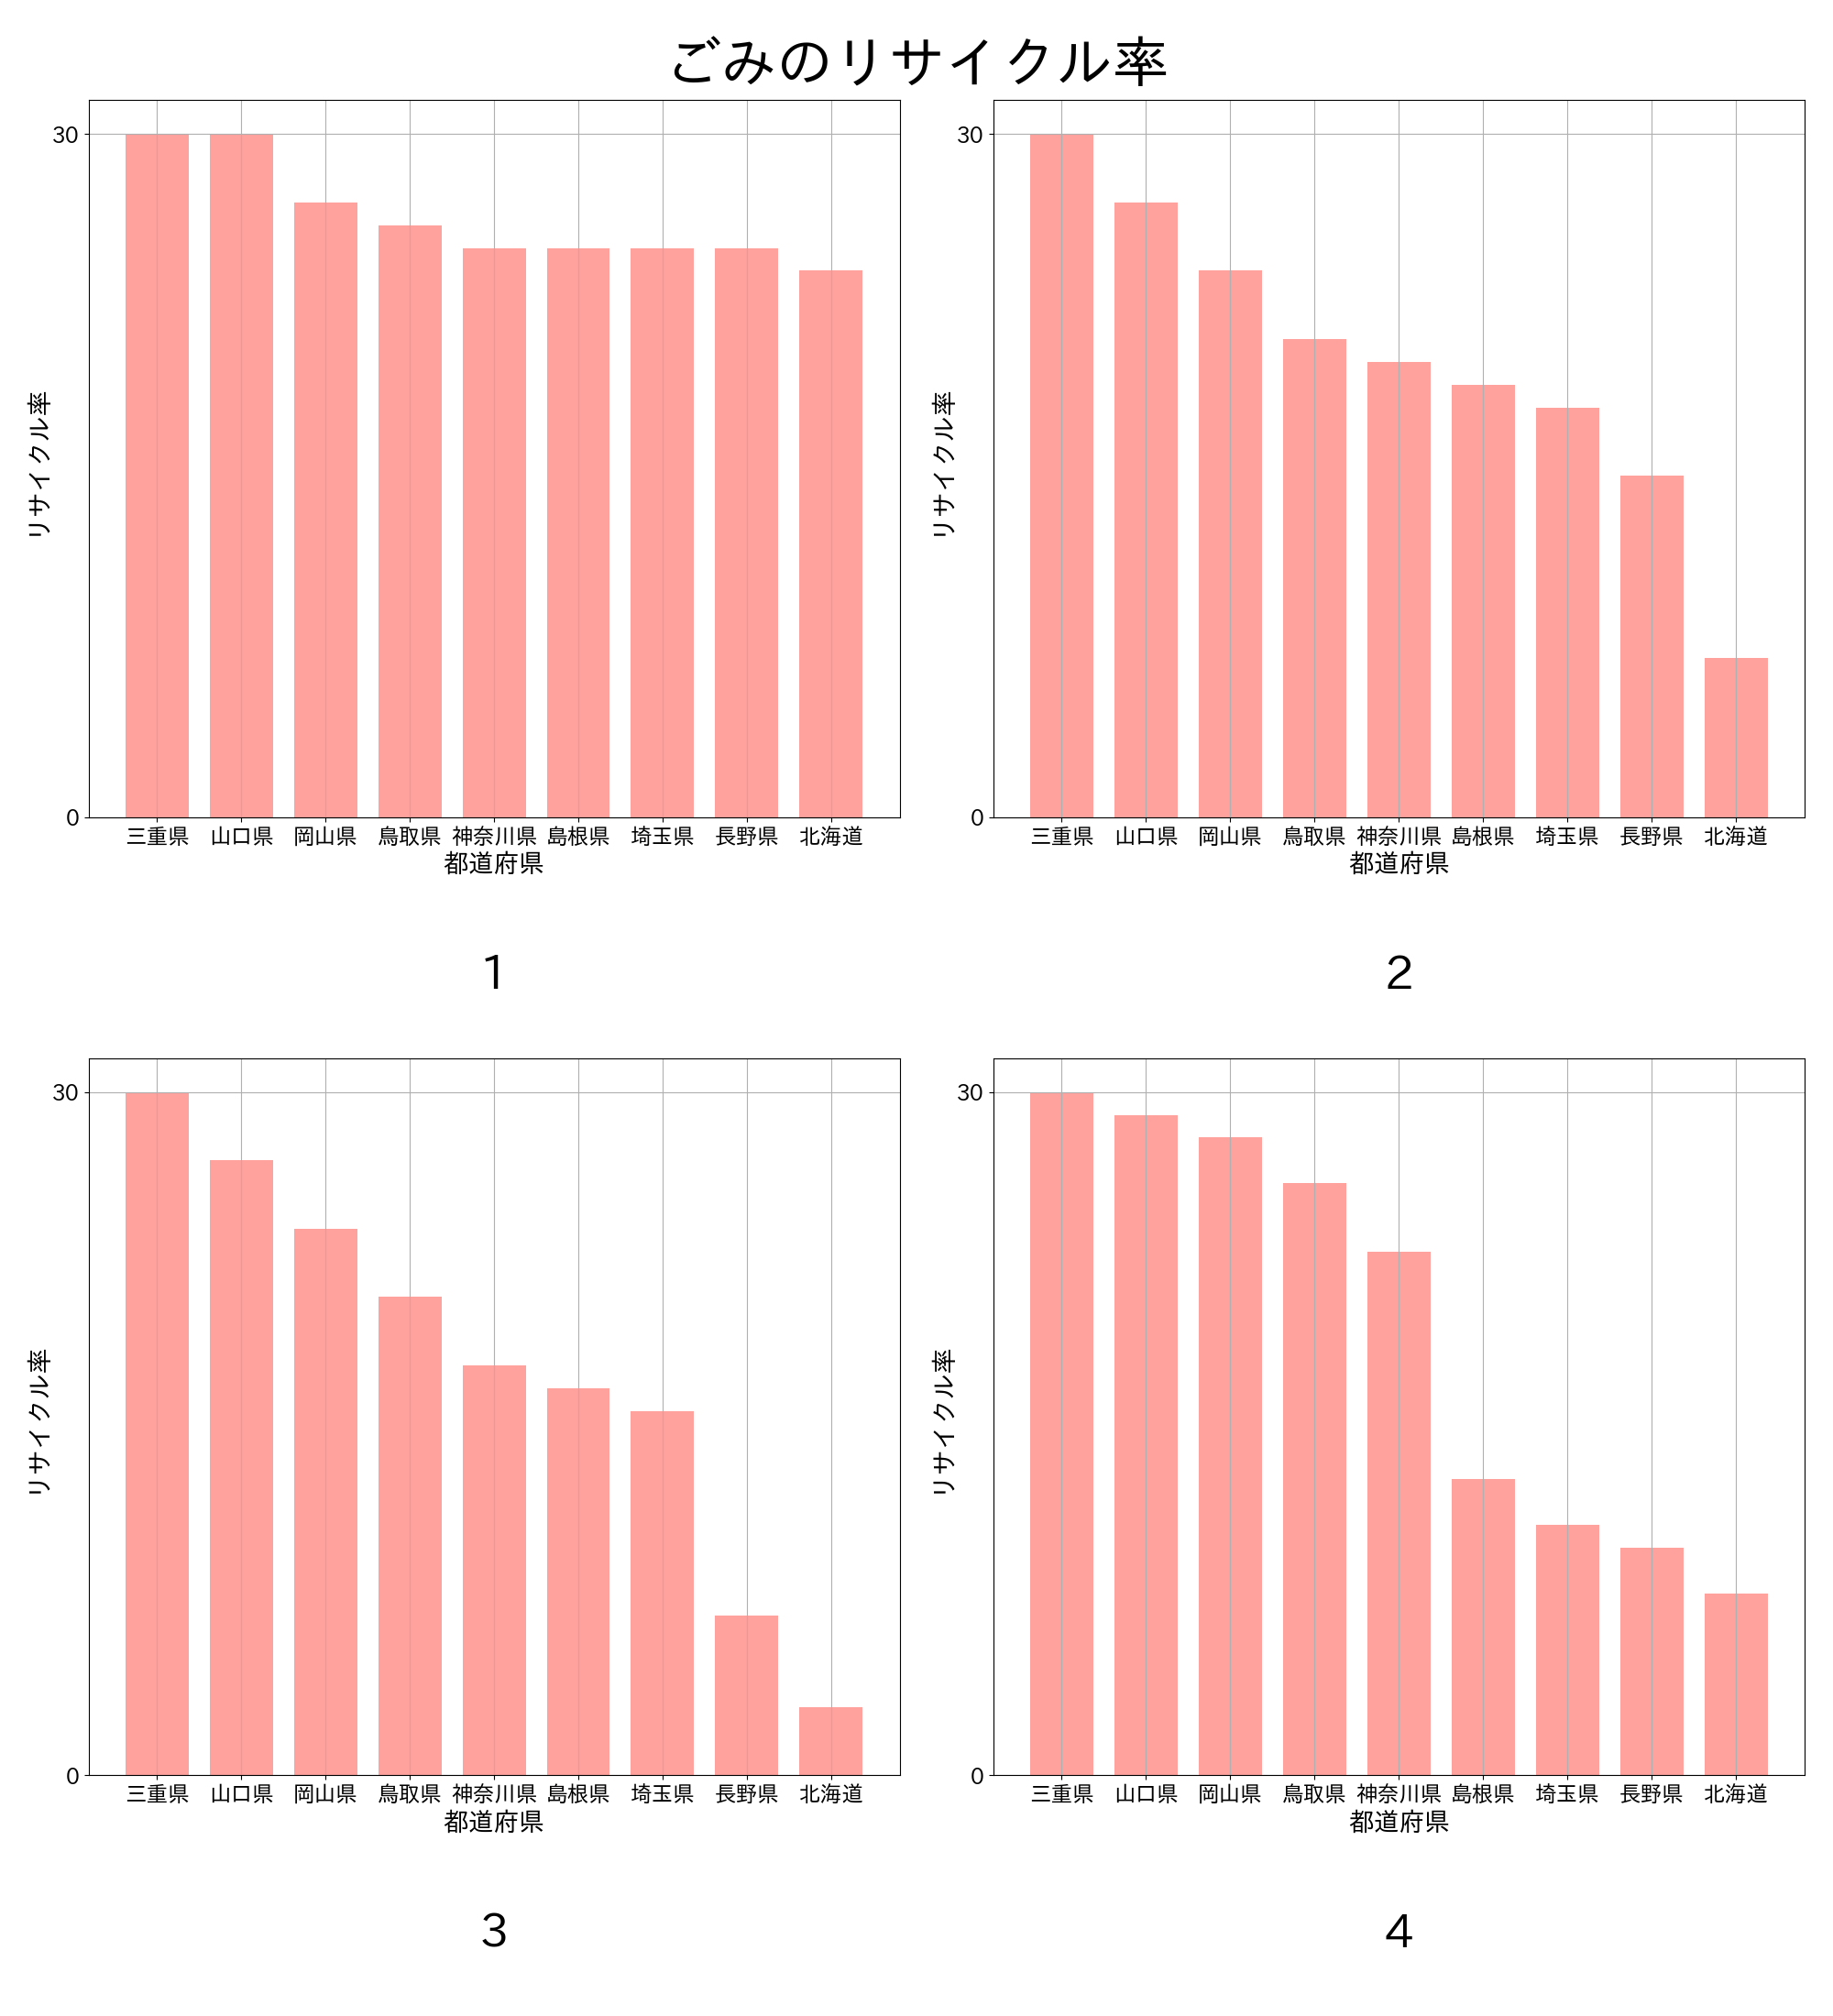 ごみのリサイクル率
30
0
リサイクル率
三重県 山口県 岡山県 鳥取県 神奈川県 島根県 埼玉県 長野県 北海道
都道府県
1
30
0
リサイクル率
三重県 山口県 岡山県 鳥取県 神奈川県 島根県 埼玉県 長野県 北海道
都道府県
2
30
0
リサイクル率
三重県 山口県 岡山県 鳥取県 神奈川県 島根県 埼玉県 長野県 北海道
都道府県
3
30
0
リサイクル率
三重県 山口県 岡山県 鳥取県 神奈川県 島根県 埼玉県 長野県 北海道
都道府県
4